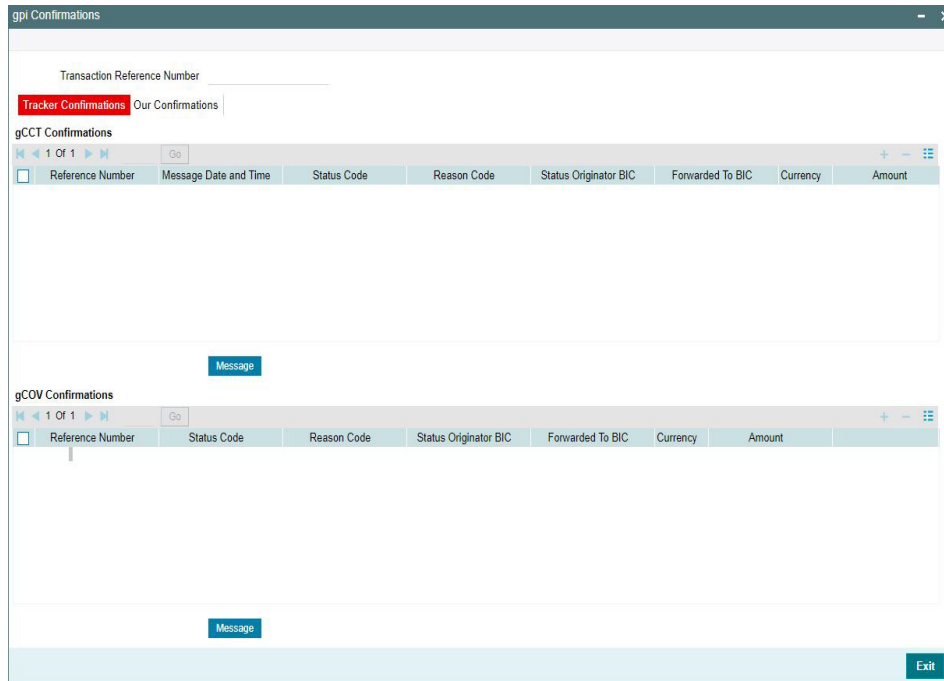 gpi Confirmations
Transaction Reference Number
Tracker Confirmations Our Confirmations
gCCT Confirmations
1 Of 1 Go
Reference Number Message Date and Time Status Code Reason Code Status Originator BIC Forwarded To BIC Currency Amount
Message
gCOV Confirmations
1 Of 1 Go
Reference Number Status Code Reason Code Status Originator BIC Forwarded To BIC Currency Amount
Message
Exit